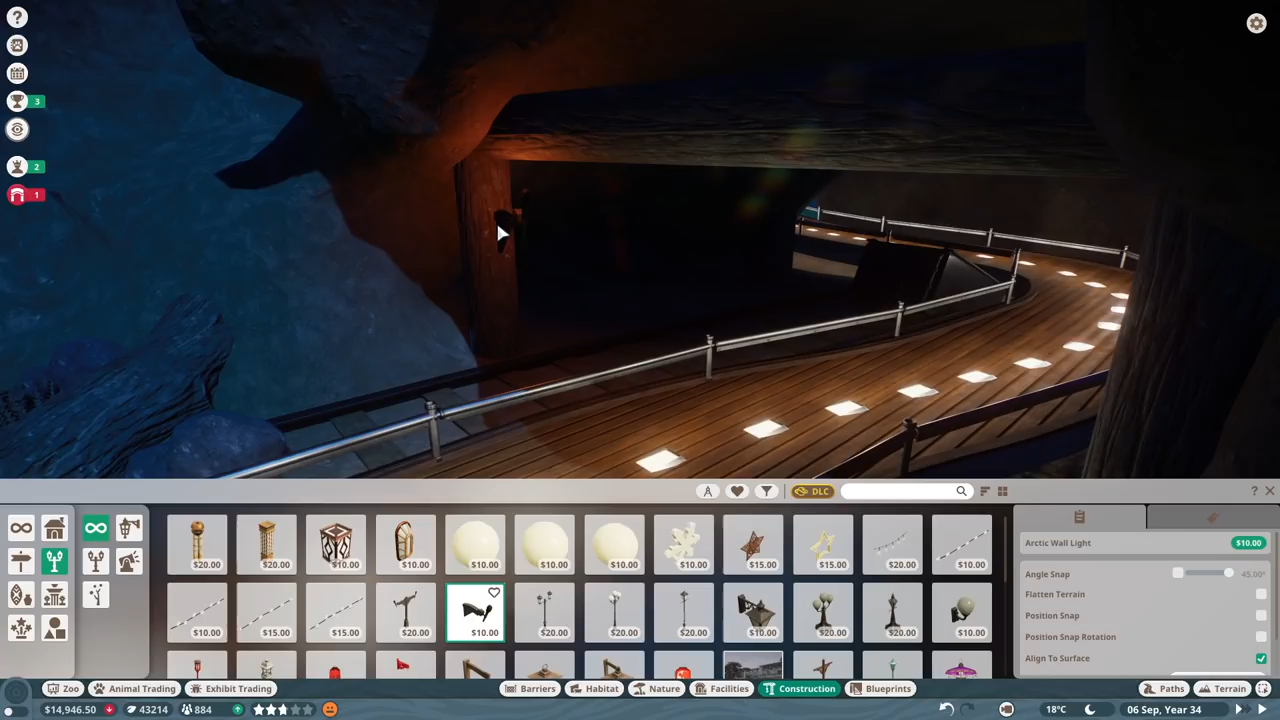 ?
3
2
1
DLC
?
$20.00 $20.00 $10.00 $10.00 $10.00 $10.00 $10.00 $10.00 $15.00 $15.00 $20.00 $10.00
$10.00 $15.00 $15.00 $20.00 $10.00 $20.00 $20.00 $20.00 $10.00 $20.00 $20.00 $10.00
Arctic Wall Light $10.00
Angle Snap 45.00°
Flatten Terrain
Position Snap
Position Snap Rotation
Align To Surface
Zoo Animal Trading Exhibit Trading Barriers Habitat Nature Facilities Construction Blueprints Paths Terrain
$14,946.50 43214 884 18°C 06 Sep, Year 34